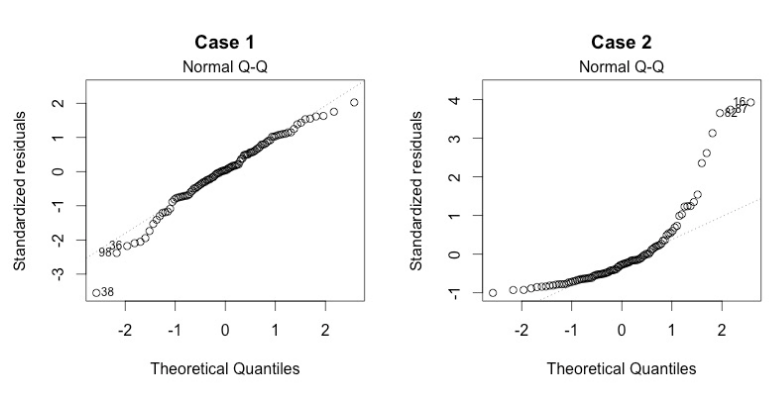 Case 1
Normal Q-Q
Standardized residuals
2
1
0
-1
-2
-3
36
98
38
-2 -1 0 1 2
Theoretical Quantiles
Case 2
Normal Q-Q
Standardized residuals
4
3
2
1
0
-1
16
82
87
-2 -1 0 1 2
Theoretical Quantiles